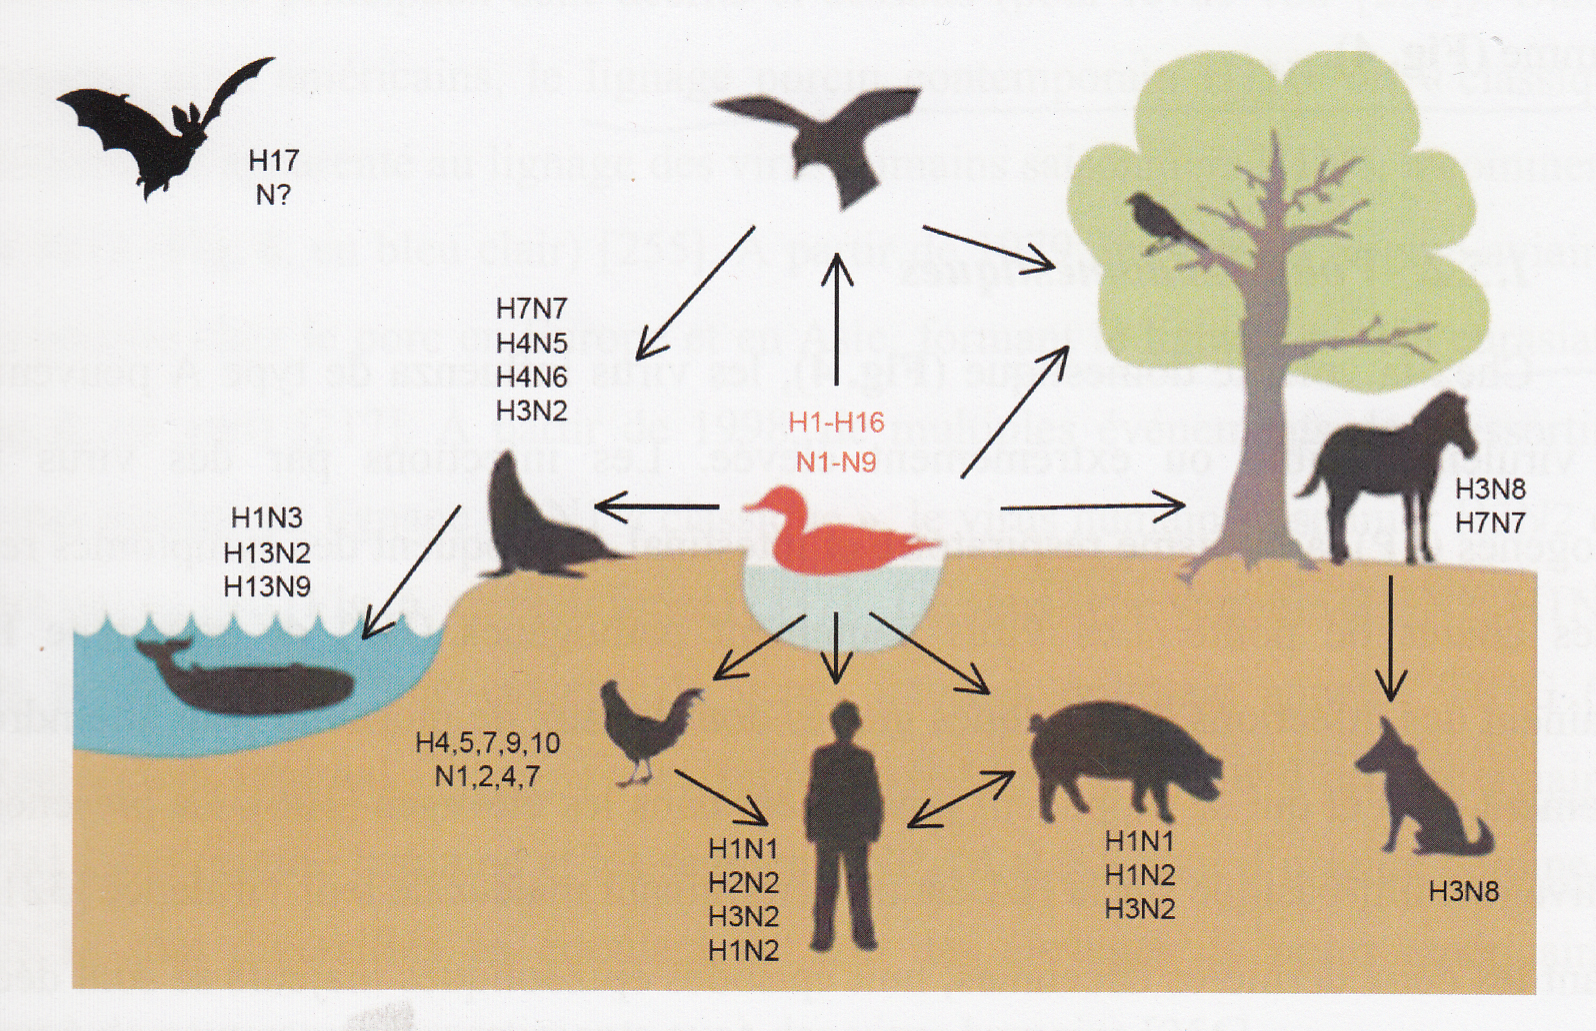 H17
N?
H7N7
H4N5
H4N6
H3N2
H1-H16
N1-N9
H3N8
H7N7
H1N3
H13N2
H13N9
H4,5,7,9,10
N1,2,4,7
H1N1
H2N2
H3N2
H1N2
H1N1
H1N2
H3N2
H3N8